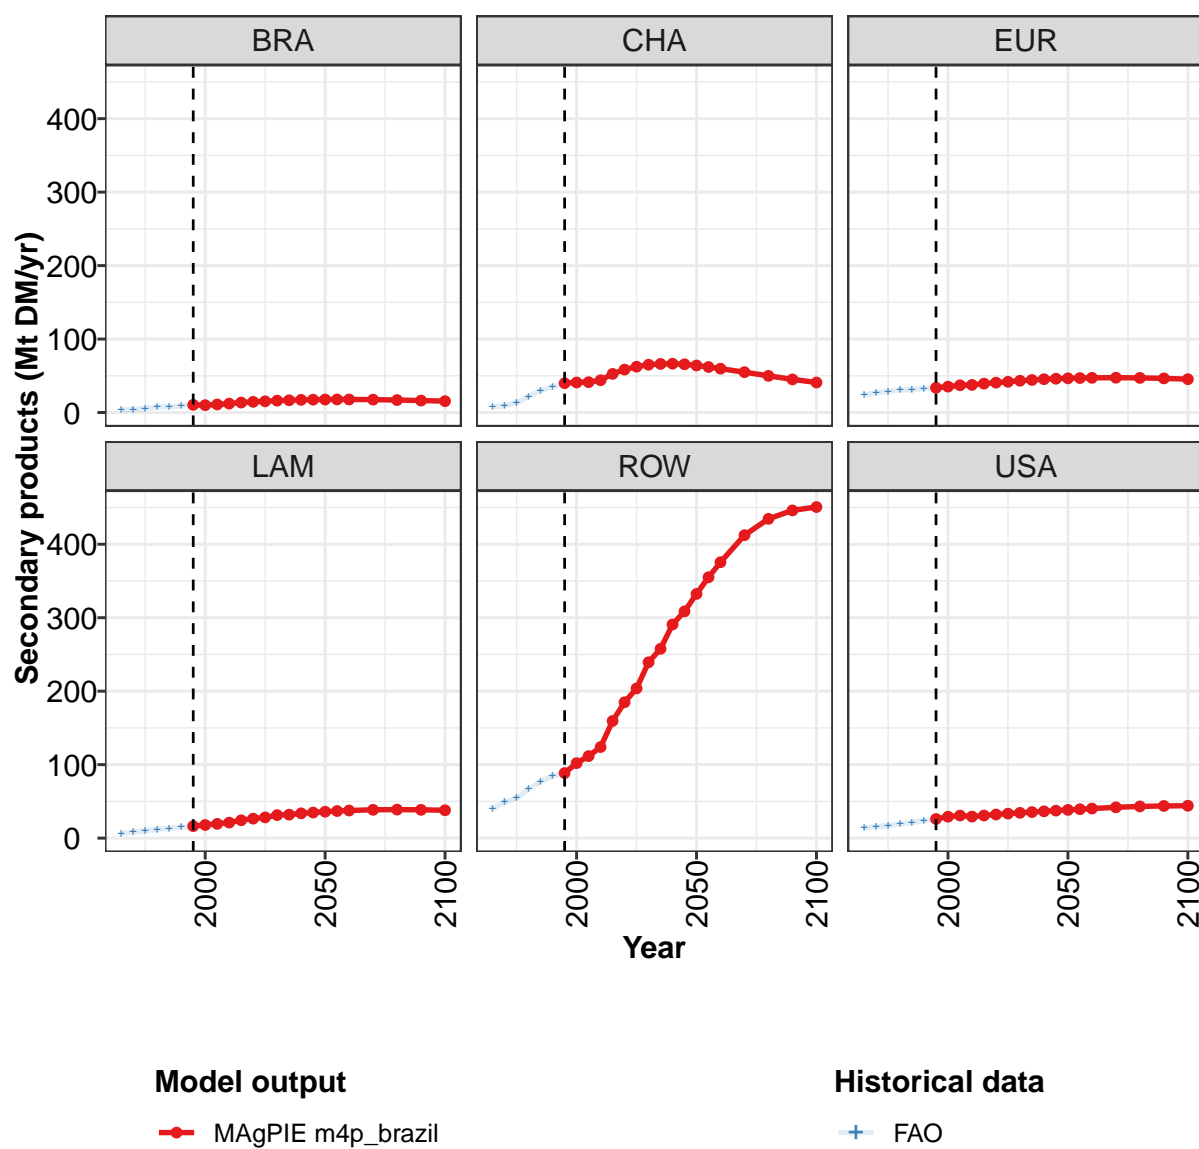 BRA CHA EUR
400
300
200
100
0
LAM ROW USA
400
300
200
100
0
Secondary products (Mt DM/yr)
2000 2050 2100 2000 2050 2100 2000 2050 2100
Year
Model output Historical data
MAgPIE m4p_brazil FAO